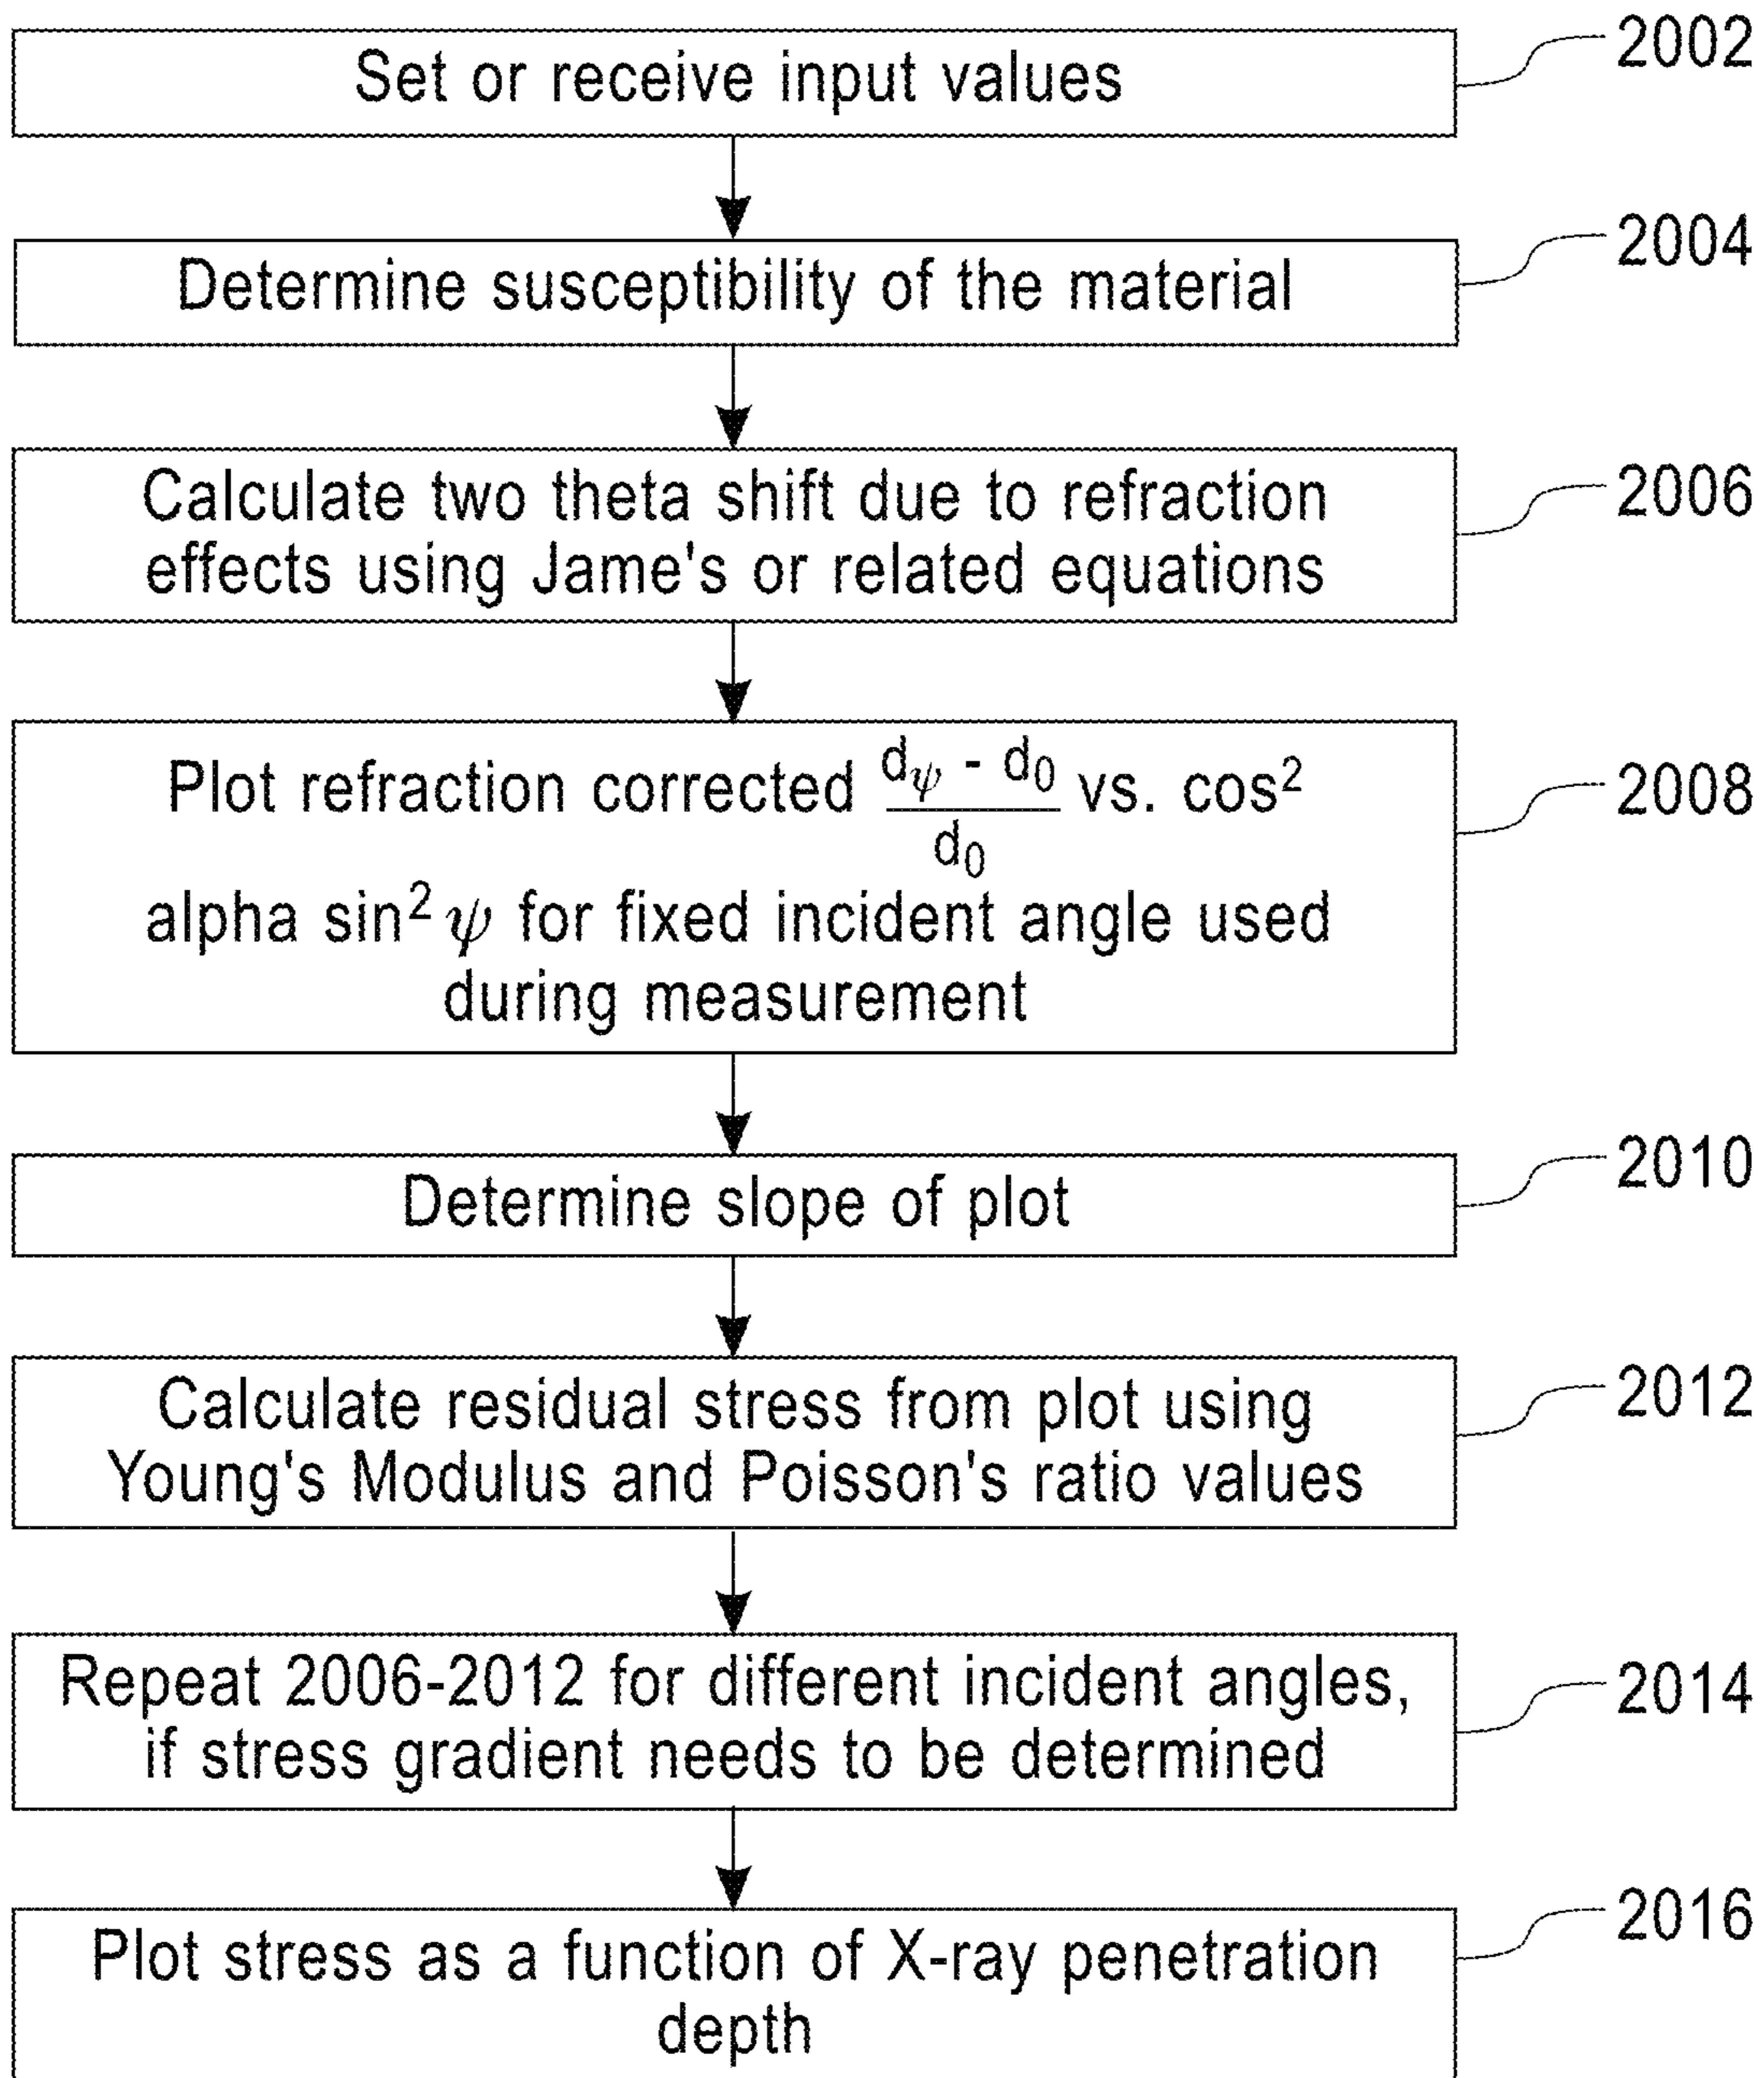 Set or receive input values
2002
Determine susceptibility of the material
2004
Calculate two theta shift due to refraction
effects using Jame's or related equations
2006
Plot refraction corrected (dψ - d0)/d0 vs. cos²
alpha sin² ψ for fixed incident angle used
during measurement
2008
Determine slope of plot
2010
Calculate residual stress from plot using
Young's Modulus and Poisson's ratio values
2012
Repeat 2006-2012 for different incident angles,
if stress gradient needs to be determined
2014
Plot stress as a function of X-ray penetration
depth
2016